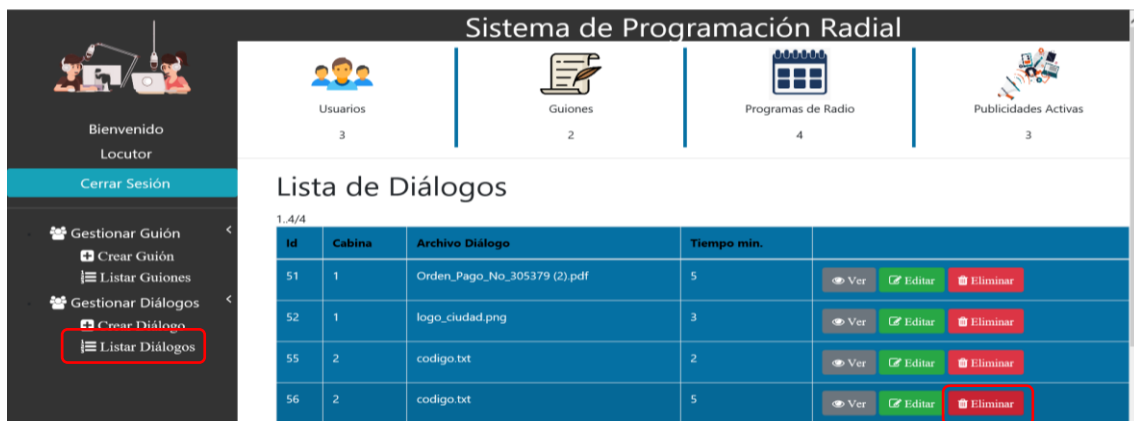 Sistema de Programación Radial
Bienvenido
Locutor
Cerrar Sesión
Gestionar Guión
Crear Guión
Listar Guiones
Gestionar Diálogos
Crear Diálogo
Listar Diálogos
Usuarios
3
Guiones
2
Programas de Radio
4
Publicidades Activas
3
Lista de Diálogos
1..4/4
Id Cabina Archivo Diálogo Tiempo min.
51 1 Orden_Pago_No_305379 (2).pdf 5 Ver Editar Eliminar
52 1 logo_ciudad.png 3 Ver Editar Eliminar
55 2 codigo.txt 2 Ver Editar Eliminar
56 2 codigo.txt 5 Ver Editar Eliminar